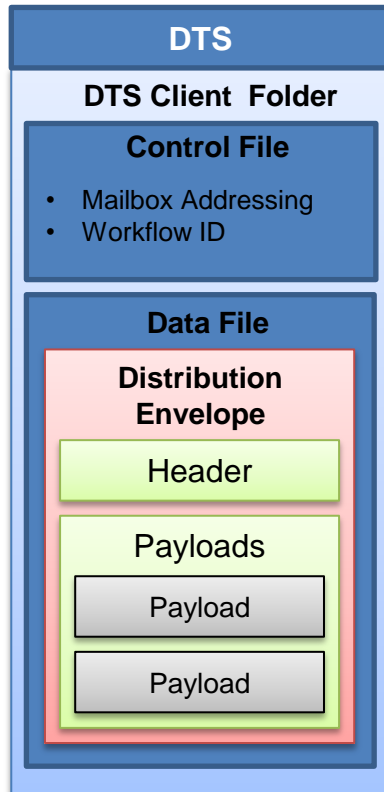 DTS
DTS Client Folder
Control File
• Mailbox Addressing
• Workflow ID
Data File
Distribution
Envelope
Header
Payloads
Payload
Payload